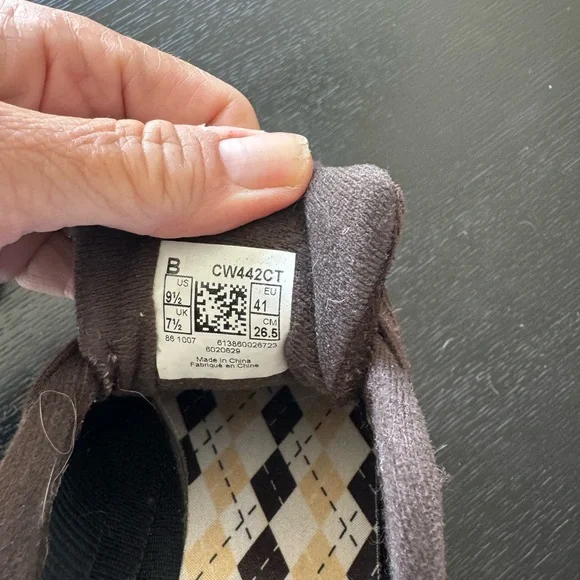 B CW442CT
US 9½ EU 41
UK 7½ CM 26.5
86 1007 613860026723
6020629
Made in China
Fabriqué en Chine